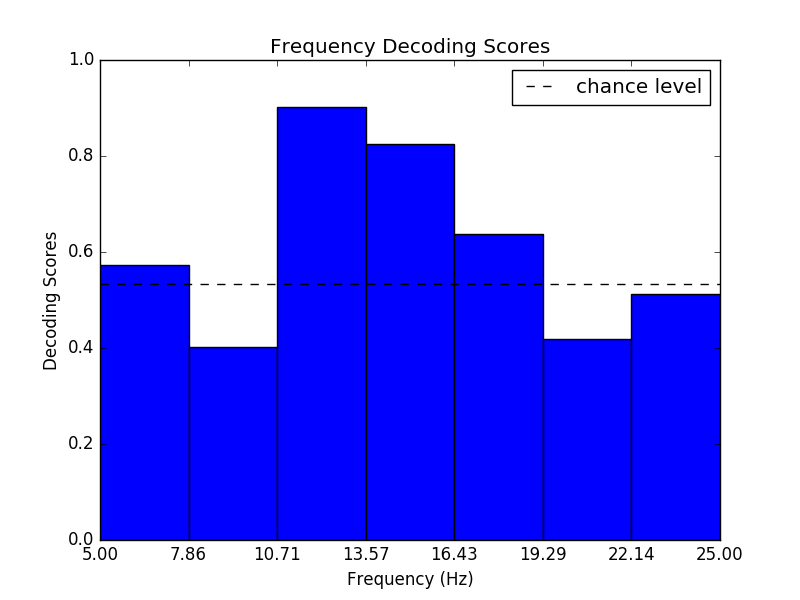 Frequency Decoding Scores
chance level
1.0
0.8
0.6
0.4
0.2
0.0
Decoding Scores
5.00 7.86 10.71 13.57 16.43 19.29 22.14 25.00
Frequency (Hz)